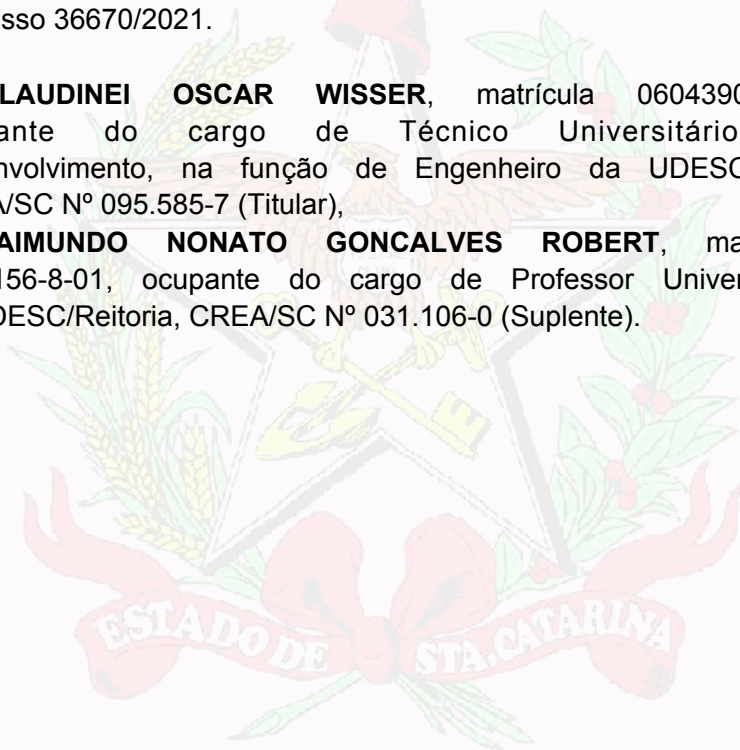 esso 36670/2021.
LAUDINEI OSCAR WISSER, matrícula 0604390
ante do cargo de Técnico Universitário
nvolvimento, na função de Engenheiro da UDESC
A/SC Nº 095.585-7 (Titular),
AIMUNDO NONATO GONCALVES ROBERT, ma
156-8-01, ocupante do cargo de Professor Univer
DESC/Reitoria, CREA/SC Nº 031.106-0 (Suplente).
ESTADO DE STA. CATARINA